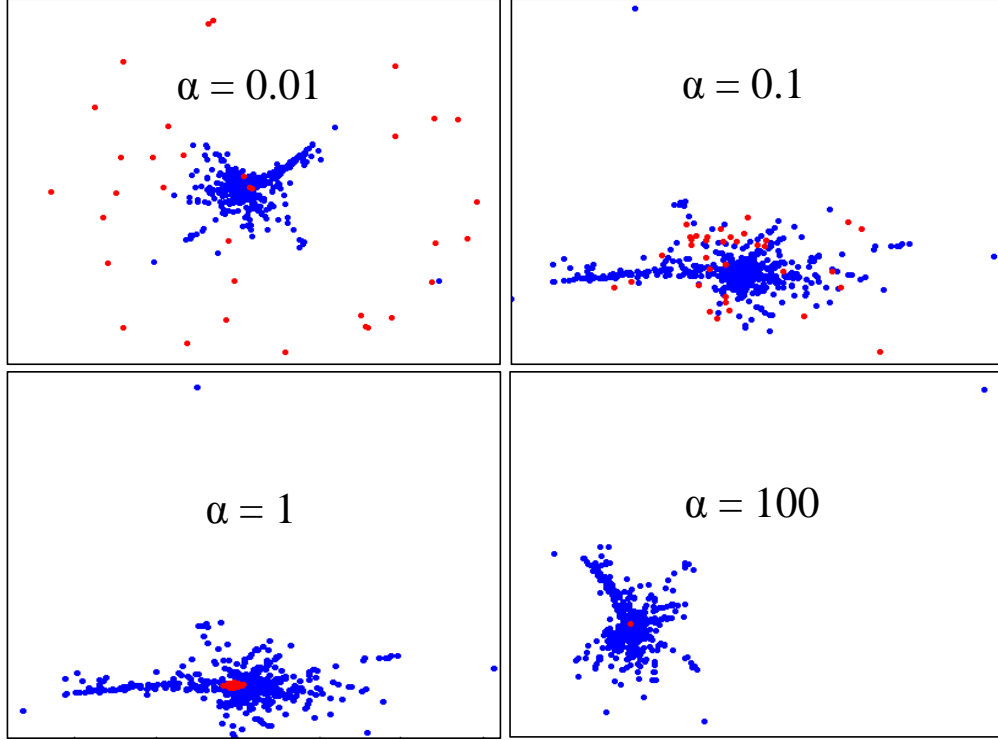 α = 0.01
α = 0.1
α = 1
α = 100